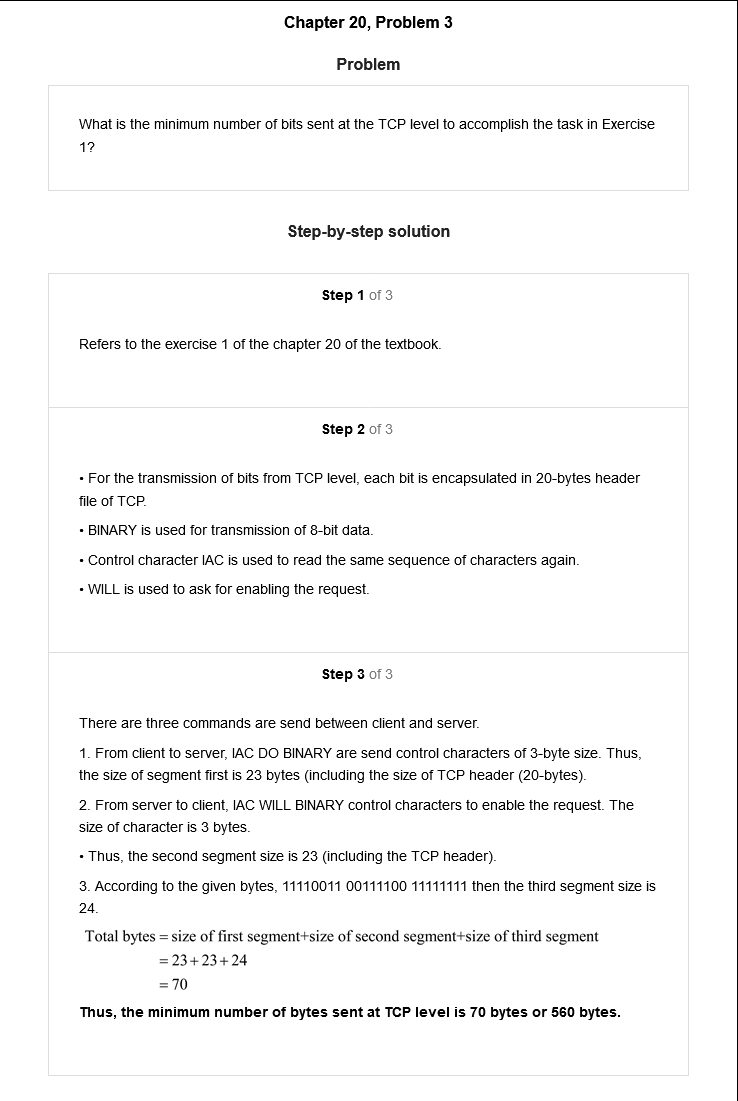 Chapter 20, Problem 3
Problem
What is the minimum number of bits sent at the TCP level to accomplish the task in Exercise
1?
Step-by-step solution
Step 1 of 3
Refers to the exercise 1 of the chapter 20 of the textbook.
Step 2 of 3
• For the transmission of bits from TCP level, each bit is encapsulated in 20-bytes header
file of TCP.
• BINARY is used for transmission of 8-bit data.
• Control character IAC is used to read the same sequence of characters again.
• WILL is used to ask for enabling the request.
Step 3 of 3
There are three commands are send between client and server.
1. From client to server, IAC DO BINARY are send control characters of 3-byte size. Thus,
the size of segment first is 23 bytes (including the size of TCP header (20-bytes).
2. From server to client, IAC WILL BINARY control characters to enable the request. The
size of character is 3 bytes.
• Thus, the second segment size is 23 (including the TCP header).
3. According to the given bytes, 11110011 00111100 11111111 then the third segment size is
24.
Total bytes = size of first segment+size of second segment+size of third segment
= 23 + 23 + 24
= 70
Thus, the minimum number of bytes sent at TCP level is 70 bytes or 560 bytes.